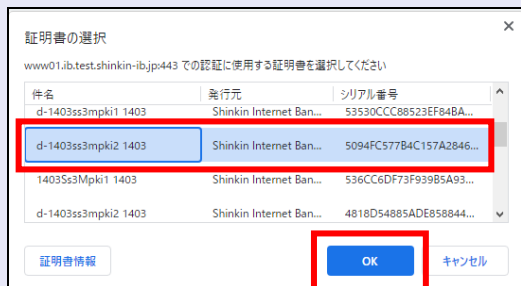 証明書の選択
www01.ib.test.shinkin-ib.jp:443 での認証に使用する証明書を選択してください
件名 発行元 シリアル番号
d-1403ss3mpki1 1403 Shinkin Internet Ban... 53530CCC88523EF84BA...
d-1403ss3mpki2 1403 Shinkin Internet Ban... 5094FC577B4C157A2846...
1403Ss3Mpki1 1403 Shinkin Internet Ban... 536CC6DF73F939B5A93...
d-1403ss3mpki2 1403 Shinkin Internet Ban... 4818D54885ADE858844...
証明書情報 OK キャンセル